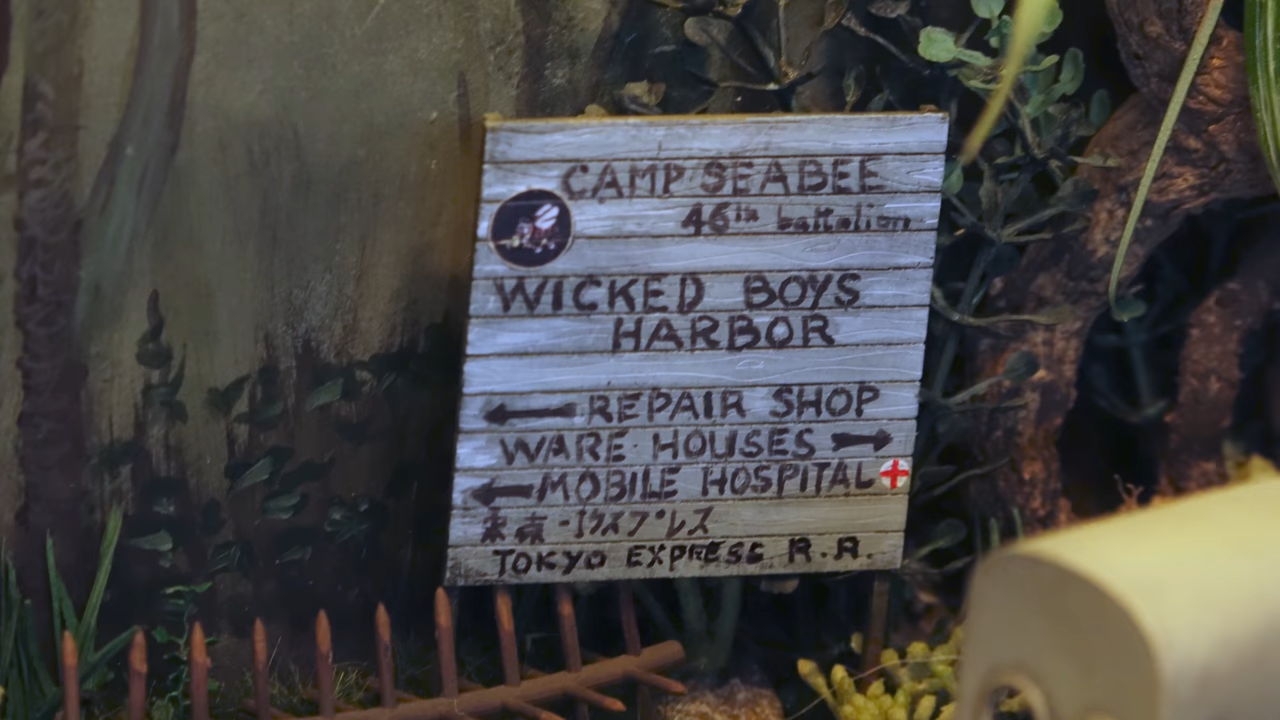 CAMP SEABEE
46th battalion
WICKED BOYS
HARBOR
REPAIR SHOP
WARE HOUSES
MOBILE HOSPITAL
東京-エクスプレス
TOKYO EXPRESS R.R.